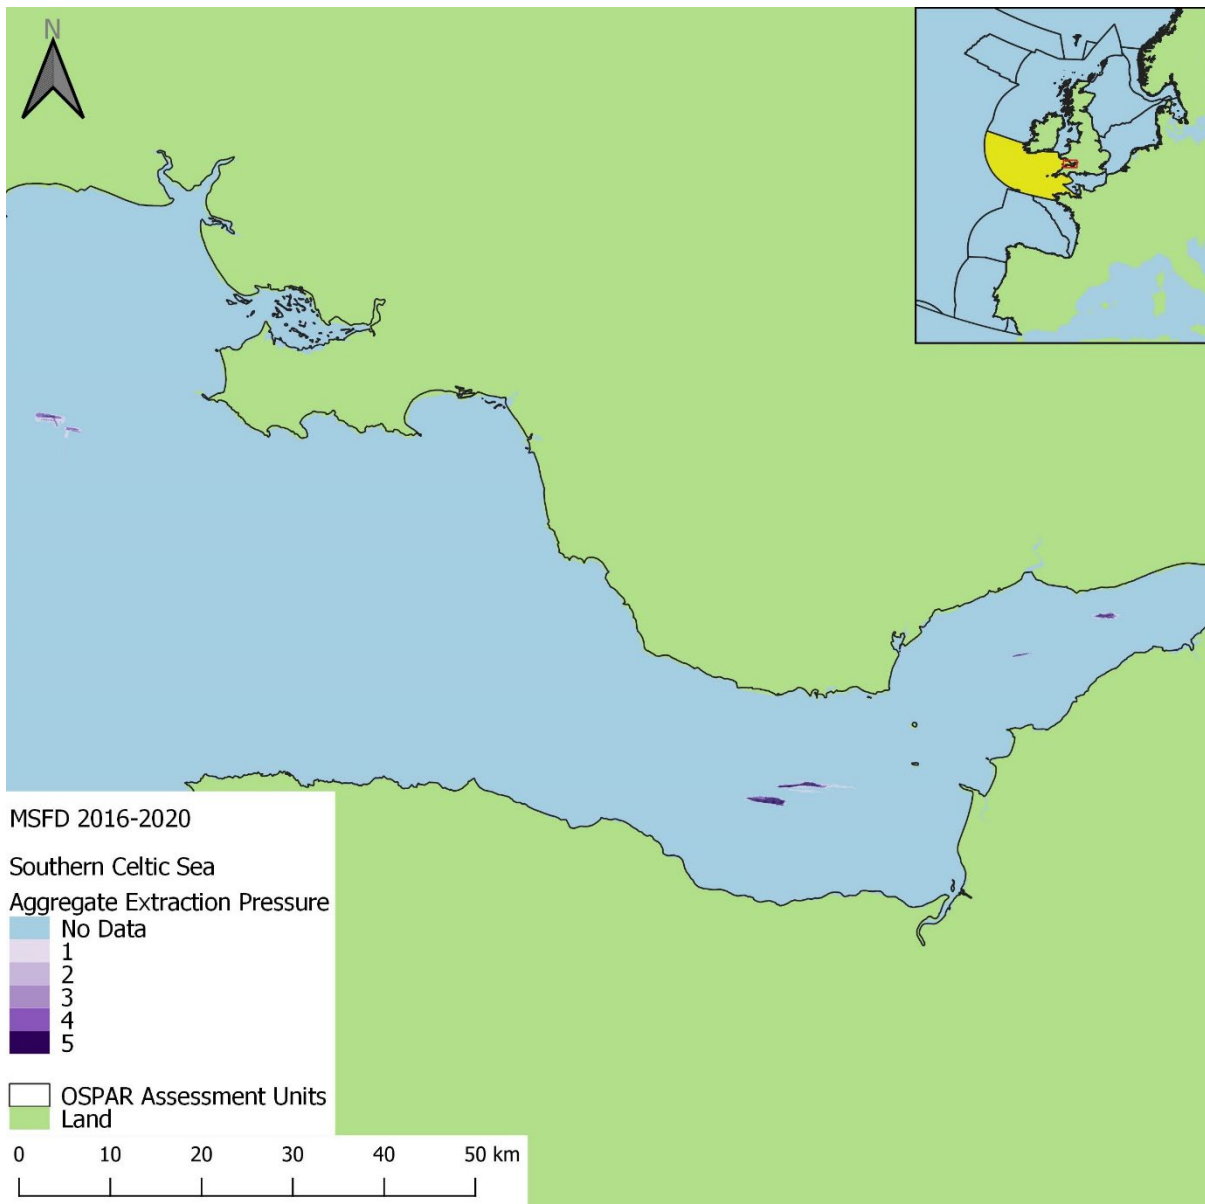 N
MSFD 2016-2020
Southern Celtic Sea
Aggregate Extraction Pressure
No Data
1
2
3
4
5
OSPAR Assessment Units
Land
0 10 20 30 40 50 km